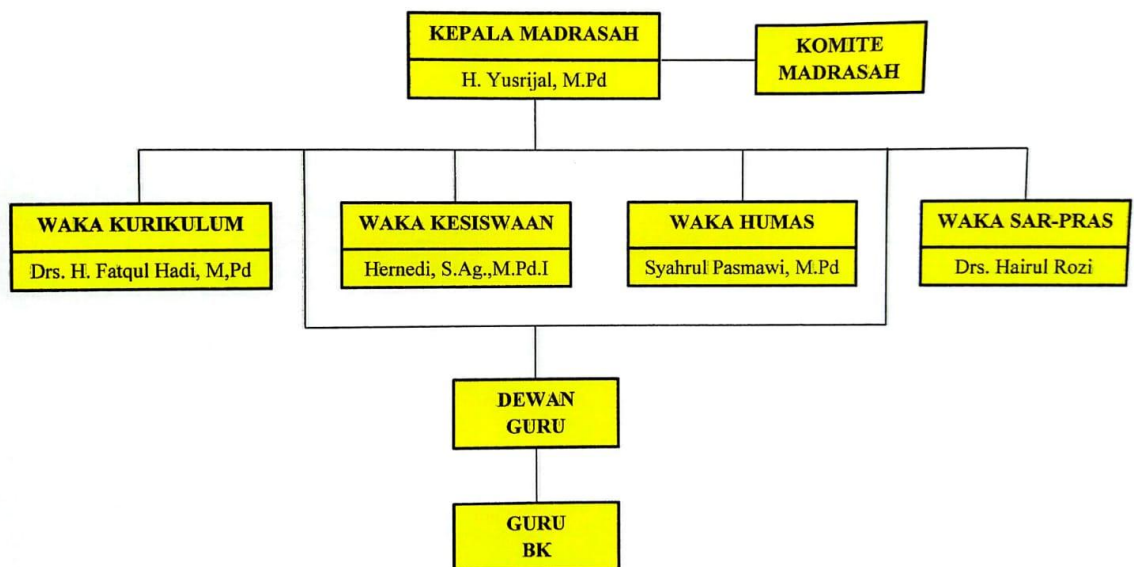 KEPALA MADRASAH
H. Yusrijal, M.Pd
KOMITE
MADRASAH
WAKA KURIKULUM
Drs. H. Fatqul Hadi, M,Pd
WAKA KESISWAAN
Hernedi, S.Ag.,M.Pd.I
WAKA HUMAS
Syahrul Pasmawi, M.Pd
WAKA SAR-PRAS
Drs. Hairul Rozi
DEWAN
GURU
GURU
BK